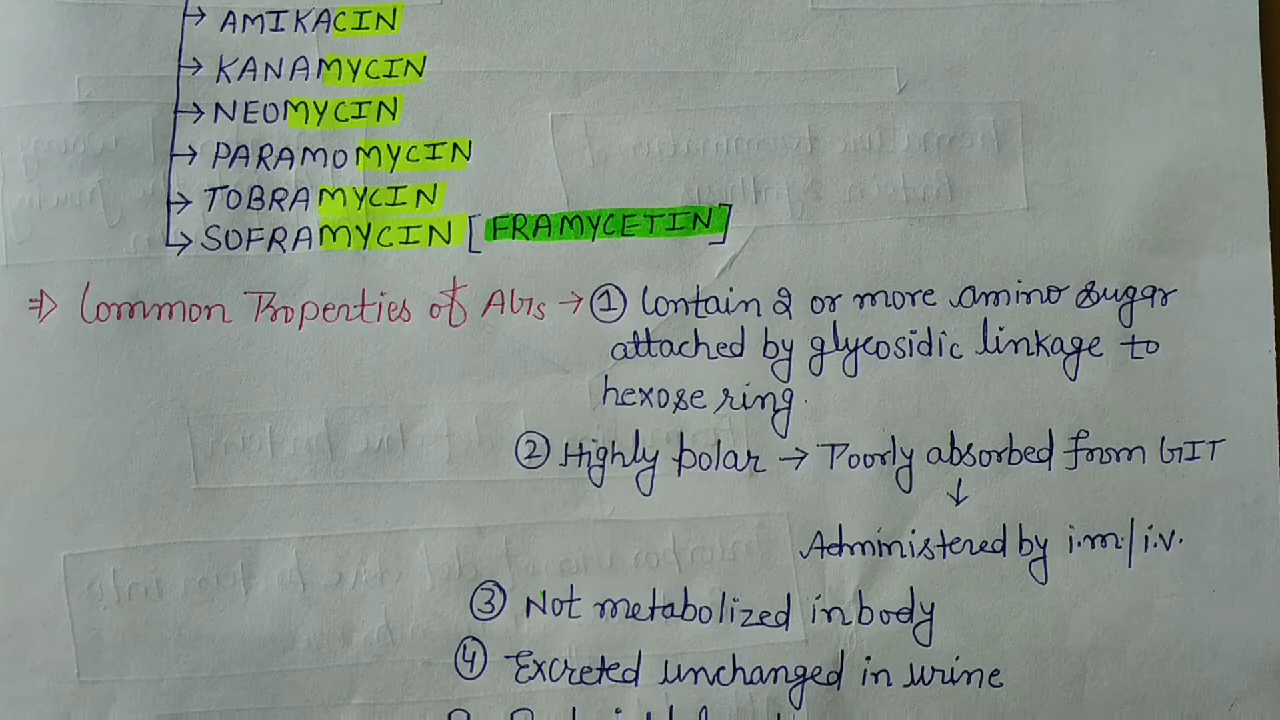 → AMIKACIN
→ KANAMYCIN
→ NEOMYCIN
→ PARAMOMYCIN
→ TOBRAMYCIN
→ SOFRAMYCIN [FRAMYCETIN]
⇒ Common Properties of AGs → ① Contain 2 or more amino sugar
attached by glycosidic linkage to
hexose ring.
② Highly polar → Poorly absorbed from GIT
↓
Administered by i.m./i.v.
③ Not metabolized in body
④ Excreted unchanged in urine